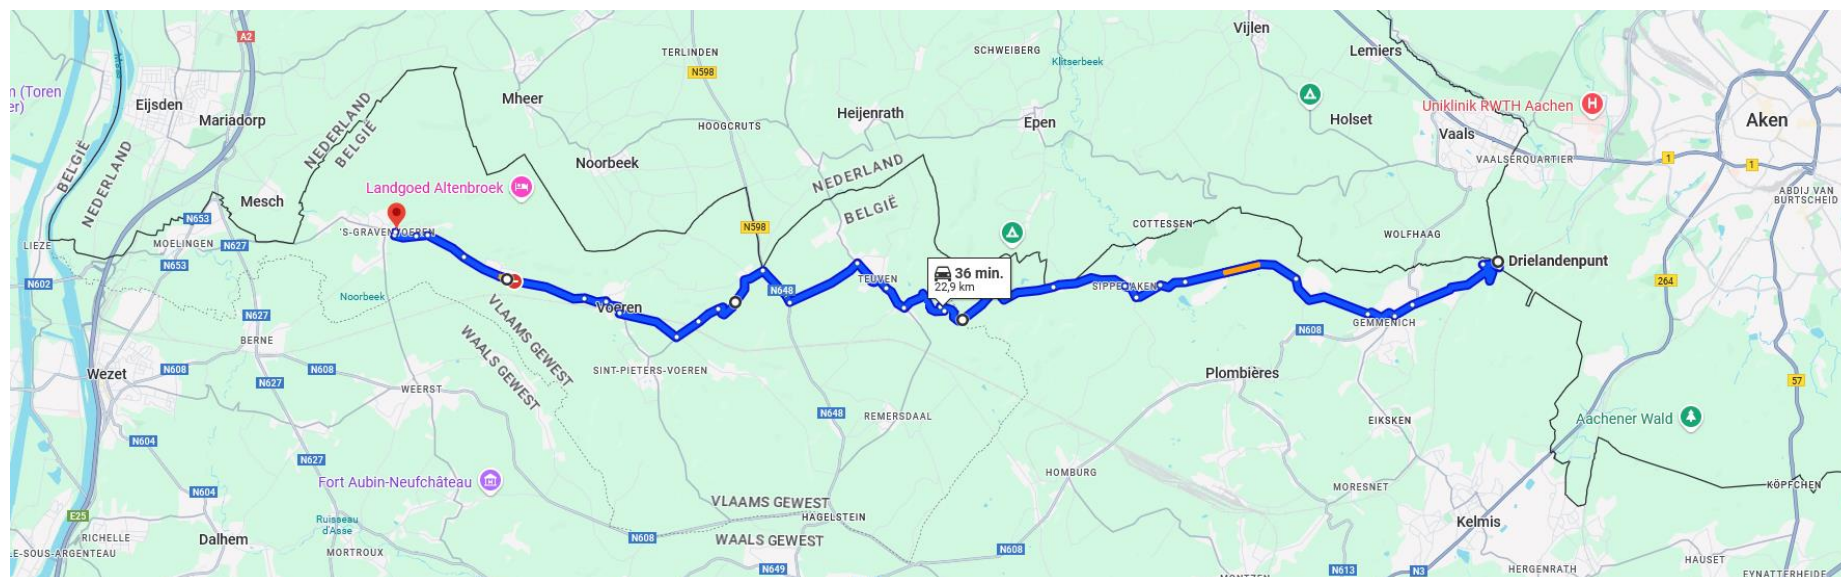 Vijlen
A2
TERLINDEN
SCHWEIBERG
Lemiers
N598
Klitserbeek
n (Toren
er)
Eijsden
Mheer
Uniklinik RWTH Aachen
H
Mariadorp
Heijenrath
Epen
Holset
Vaals
Aken
NEDERLAND
BELGIË
HOOGCRUTS
BELGIË
NEDERLAND
Noorbeek
VAALSERQUARTIER
1
1
NEDERLAND
BELGIË
Landgoed Altenbroek
Mesch
ABDIJ VAN
BURTSCHEID
N653
N598
COTTESSEN
'S-GRAVENVOEREN
WOLFHAAG
LIEZE
MOELINGEN
N627
N653
Drielandenpunt
36 min.
22,9 km
TEUVEN
SIPPENAKEN
264
N602
Noorbeek
N648
Voeren
N627
GEMMENICH
N608
BERNE
VLAAMS GEWEST
WAALS GEWEST
SINT-PIETERS-VOEREN
Wezet
N608
N608
Plombières
57
N627
WEERST
N648
REMERSDAAL
EIKSKEN
Aachener Wald
N604
N627
HOMBURG
Fort Aubin-Neufchâteau
MORESNET
KÖPFCHEN
N604
VLAAMS GEWEST
HAGELSTEIN
E25
Ruisseau
d'Asse
Kelmis
RICHELLE
Dalhem
N608
WAALS GEWEST
N608
LE-SOUS-ARGENTEAU
MORTROUX
HAUSET
N649
N613
N3
HERGENRATH
MONTZEN
EYNATTERHEIDE